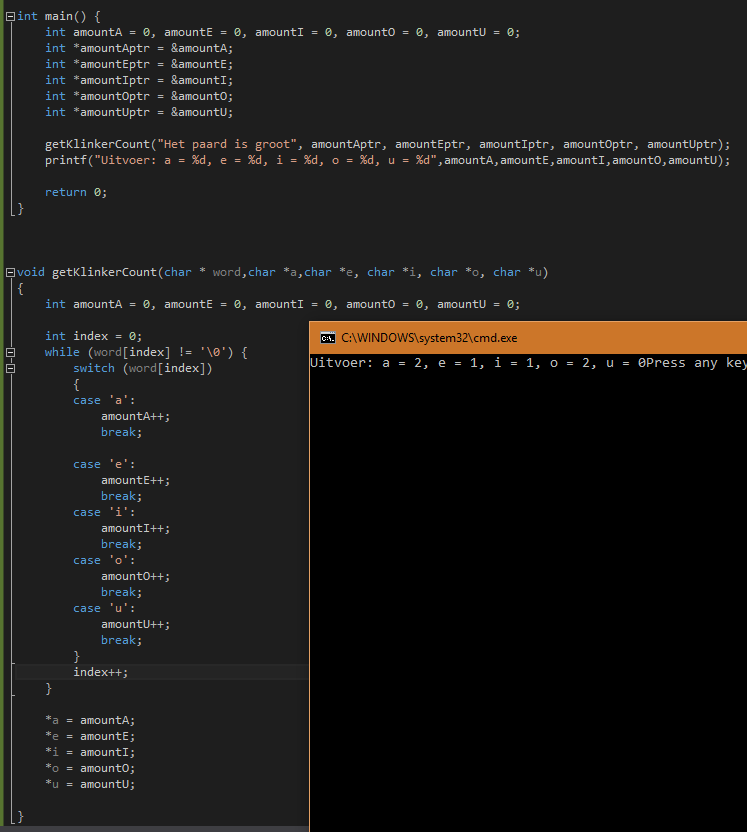 int main() {
int amountA = 0, amountE = 0, amountI = 0, amountO = 0, amountU = 0;
int *amountAptr = &amountA;
int *amountEptr = &amountE;
int *amountIptr = &amountI;
int *amountOptr = &amountO;
int *amountUptr = &amountU;
getKlinkerCount("Het paard is groot", amountAptr, amountEptr, amountIptr, amountOptr, amountUptr);
printf("Uitvoer: a = %d, e = %d, i = %d, o = %d, u = %d",amountA,amountE,amountI,amountO,amountU);
return 0;
}
void getKlinkerCount(char * word,char *a,char *e, char *i, char *o, char *u)
{
int amountA = 0, amountE = 0, amountI = 0, amountO = 0, amountU = 0;
int index = 0;
while (word[index] != '\0') {
switch (word[index])
{
case 'a':
amountA++;
break;
case 'e':
amountE++;
break;
case 'i':
amountI++;
break;
case 'o':
amountO++;
break;
case 'u':
amountU++;
break;
}
index++;
}
*a = amountA;
*e = amountE;
*i = amountI;
*o = amountO;
*u = amountU;
}
C:\WINDOWS\system32\cmd.exe
Uitvoer: a = 2, e = 1, i = 1, o = 2, u = 0Press any key